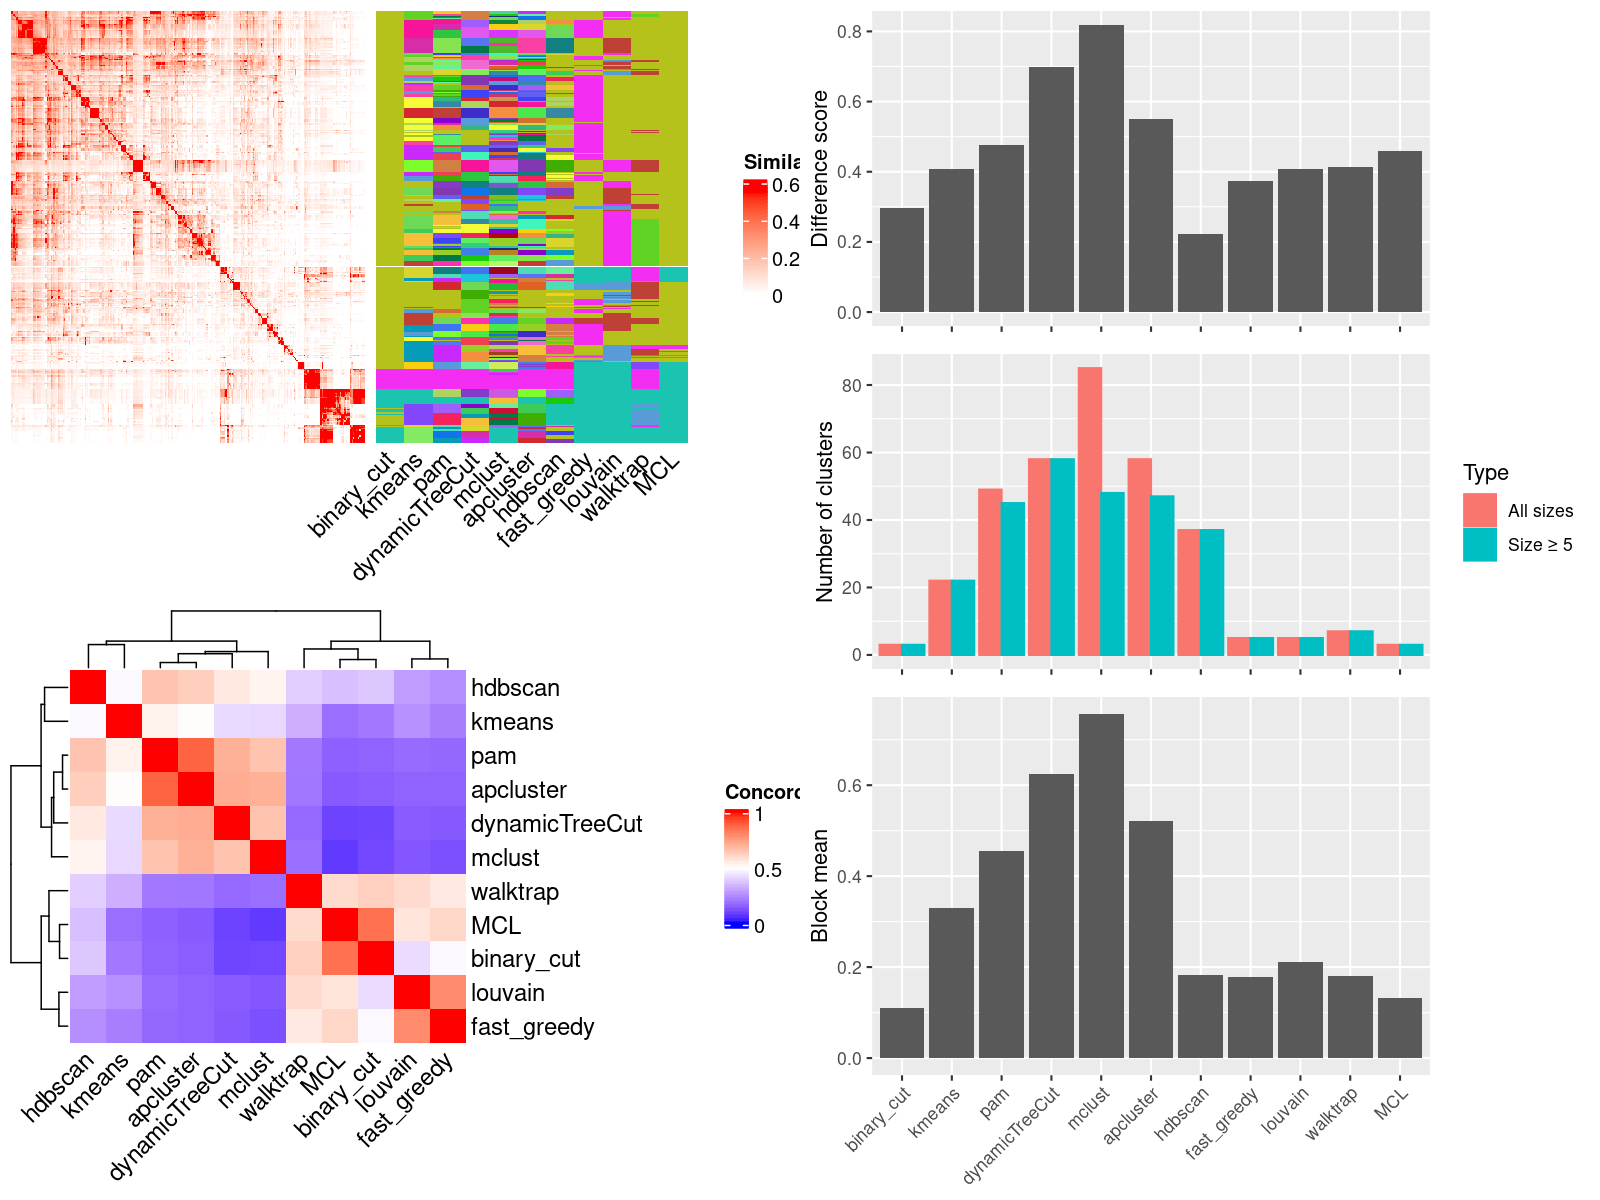 Simila
0.6
0.4
0.2
0
binary_cut
kmeans
pam
dynamicTreeCut
mclust
apcluster
hdbscan
fast_greedy
louvain
walktrap
MCL
Difference score
0.8
0.6
0.4
0.2
0.0
Number of clusters
80
60
40
20
0
Type
All sizes
Size ≥ 5
hdbscan
kmeans
pam
apcluster
dynamicTreeCut
mclust
walktrap
MCL
binary_cut
louvain
fast_greedy
hdbscan
kmeans
pam
apcluster
dynamicTreeCut
mclust
walktrap
MCL
binary_cut
louvain
fast_greedy
Concord
1
0.5
0
Block mean
0.6
0.4
0.2
0.0
binary_cut
kmeans
pam
dynamicTreeCut
mclust
apcluster
hdbscan
fast_greedy
louvain
walktrap
MCL